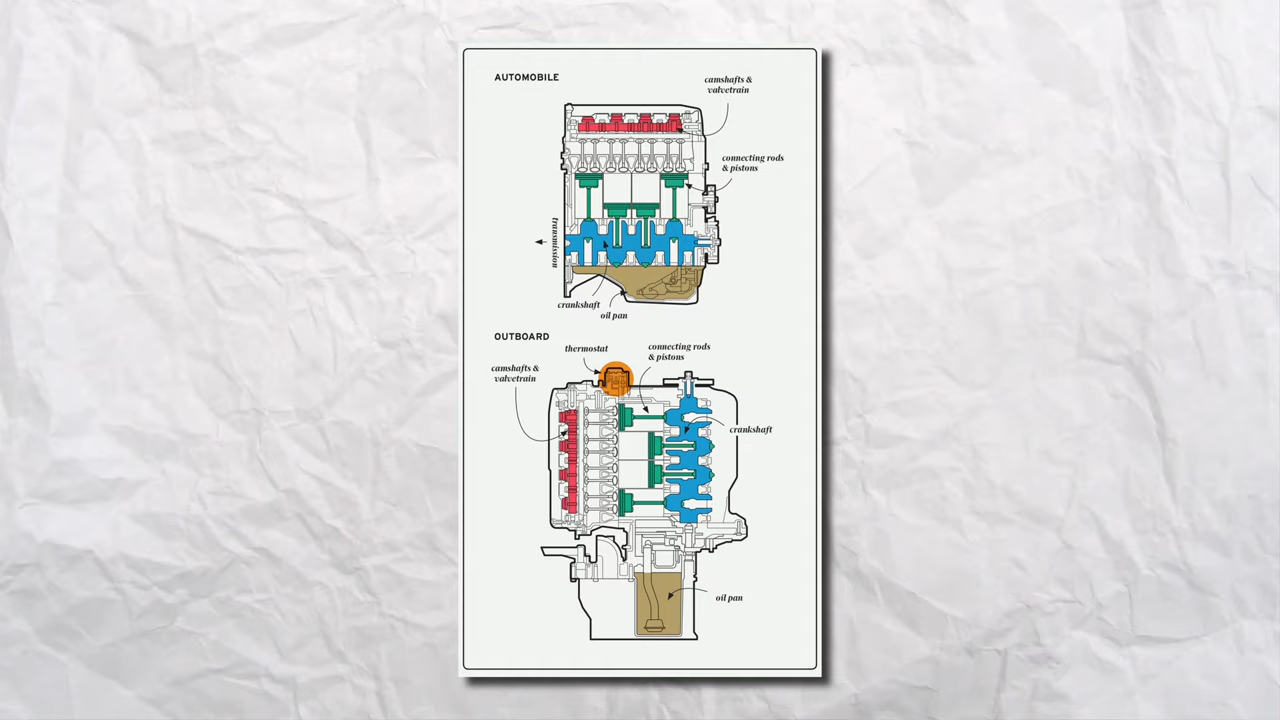 AUTOMOBILE
camshafts &
valvetrain
connecting rods
& pistons
transmission
crankshaft
oil pan
OUTBOARD
thermostat
connecting rods
& pistons
camshafts &
valvetrain
crankshaft
oil pan